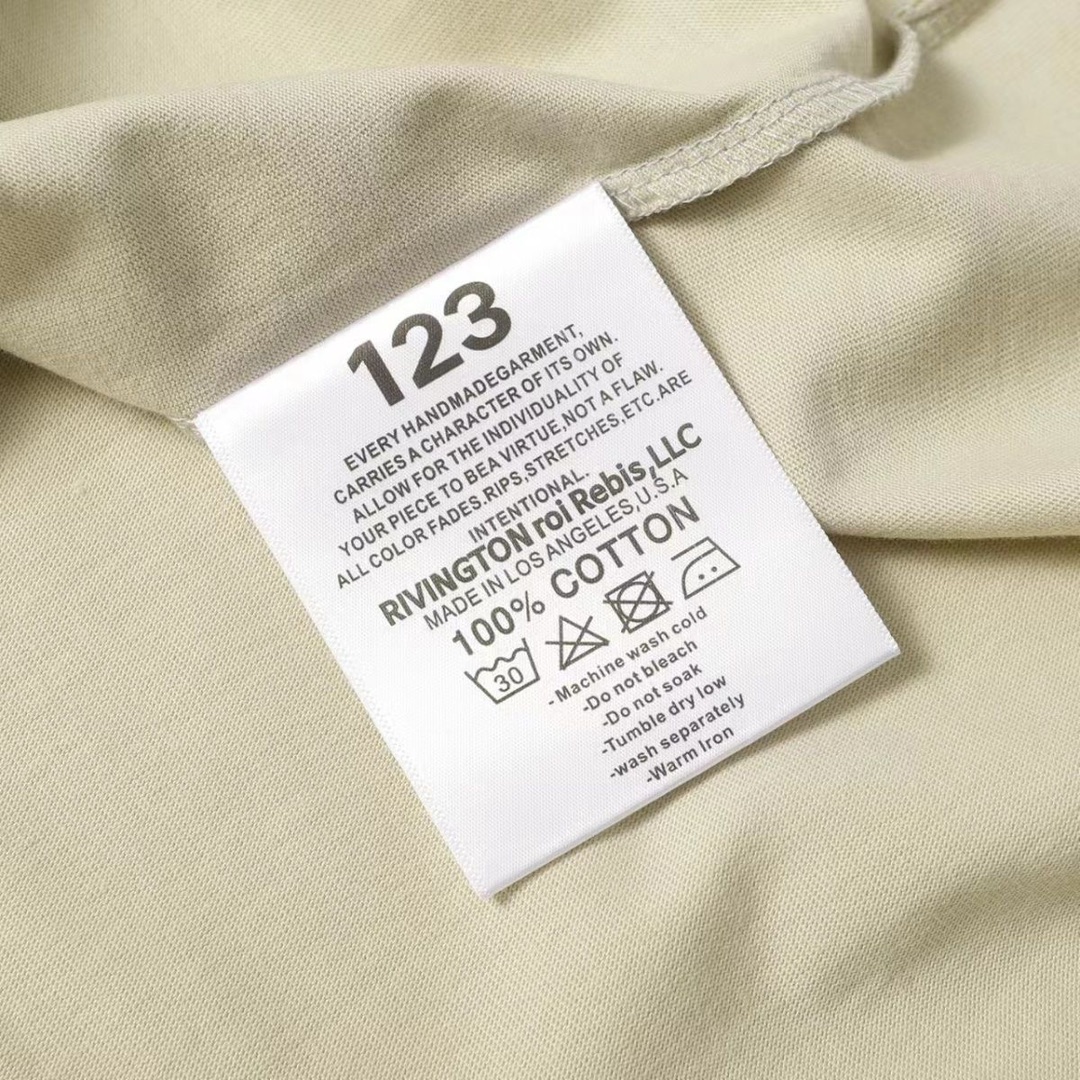 123
EVERY HANDMADEGARMENT,
CARRIES A CHARACTER OF ITS OWN.
ALLOW FOR THE INDIVIDUALITY OF
YOUR PIECE TO BEA VIRTUE,NOT A FLAW.
ALL COLOR FADES.RIPS,STRETCHES,ETC.ARE
INTENTIONAL.
RIVINGTON roi Rebis,LLC
MADE IN LOS ANGELES,U.S.A
100% COTTON
30
-Machine wash cold
-Do not bleach
-Do not soak
-Tumble dry low
-wash separately
-Warm Iron